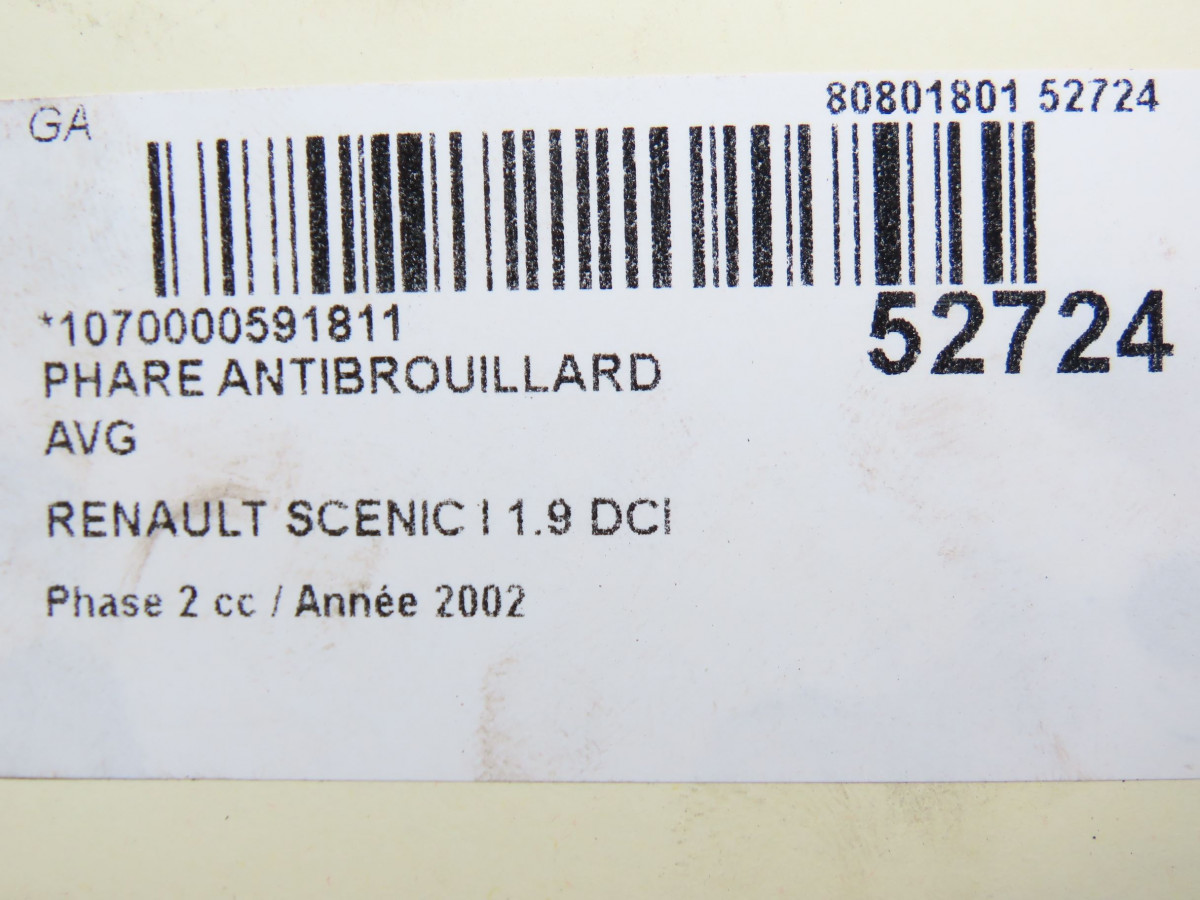 GA
80801801 52724
*1070000591811
52724
PHARE ANTIBROUILLARD
AVG
RENAULT SCENIC I 1.9 DCI
Phase 2 cc / Année 2002